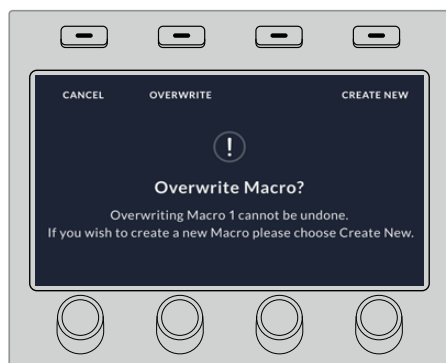 CANCEL OVERWRITE CREATE NEW
!
Overwrite Macro?
Overwriting Macro 1 cannot be undone.
If you wish to create a new Macro please choose Create New.